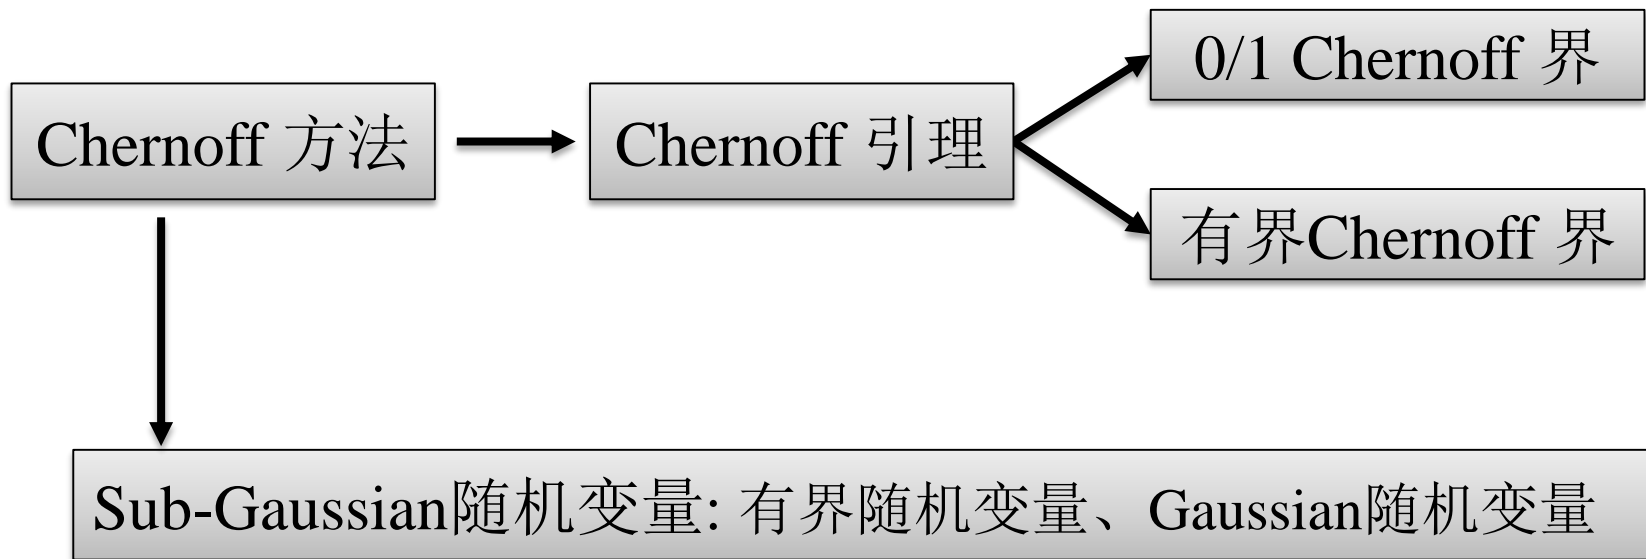 0/1 Chernoff 界
Chernoff 方法
Chernoff 引理
有界Chernoff 界
Sub-Gaussian随机变量: 有界随机变量、Gaussian随机变量